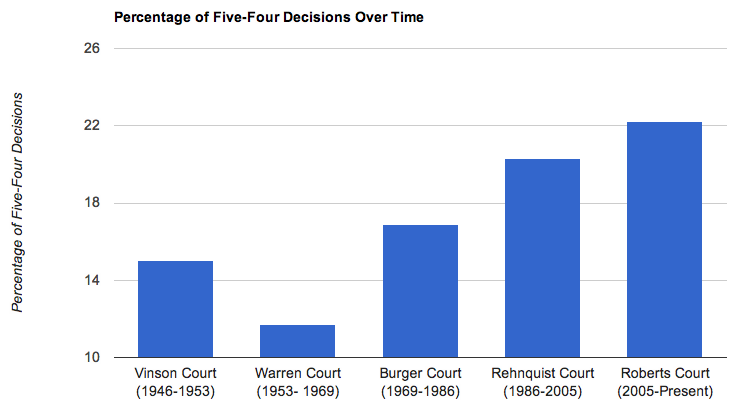 Percentage of Five-Four Decisions Over Time
Percentage of Five-Four Decisions
26
22
18
14
10
Vinson Court
(1946-1953)
Warren Court
(1953- 1969)
Burger Court
(1969-1986)
Rehnquist Court
(1986-2005)
Roberts Court
(2005-Present)